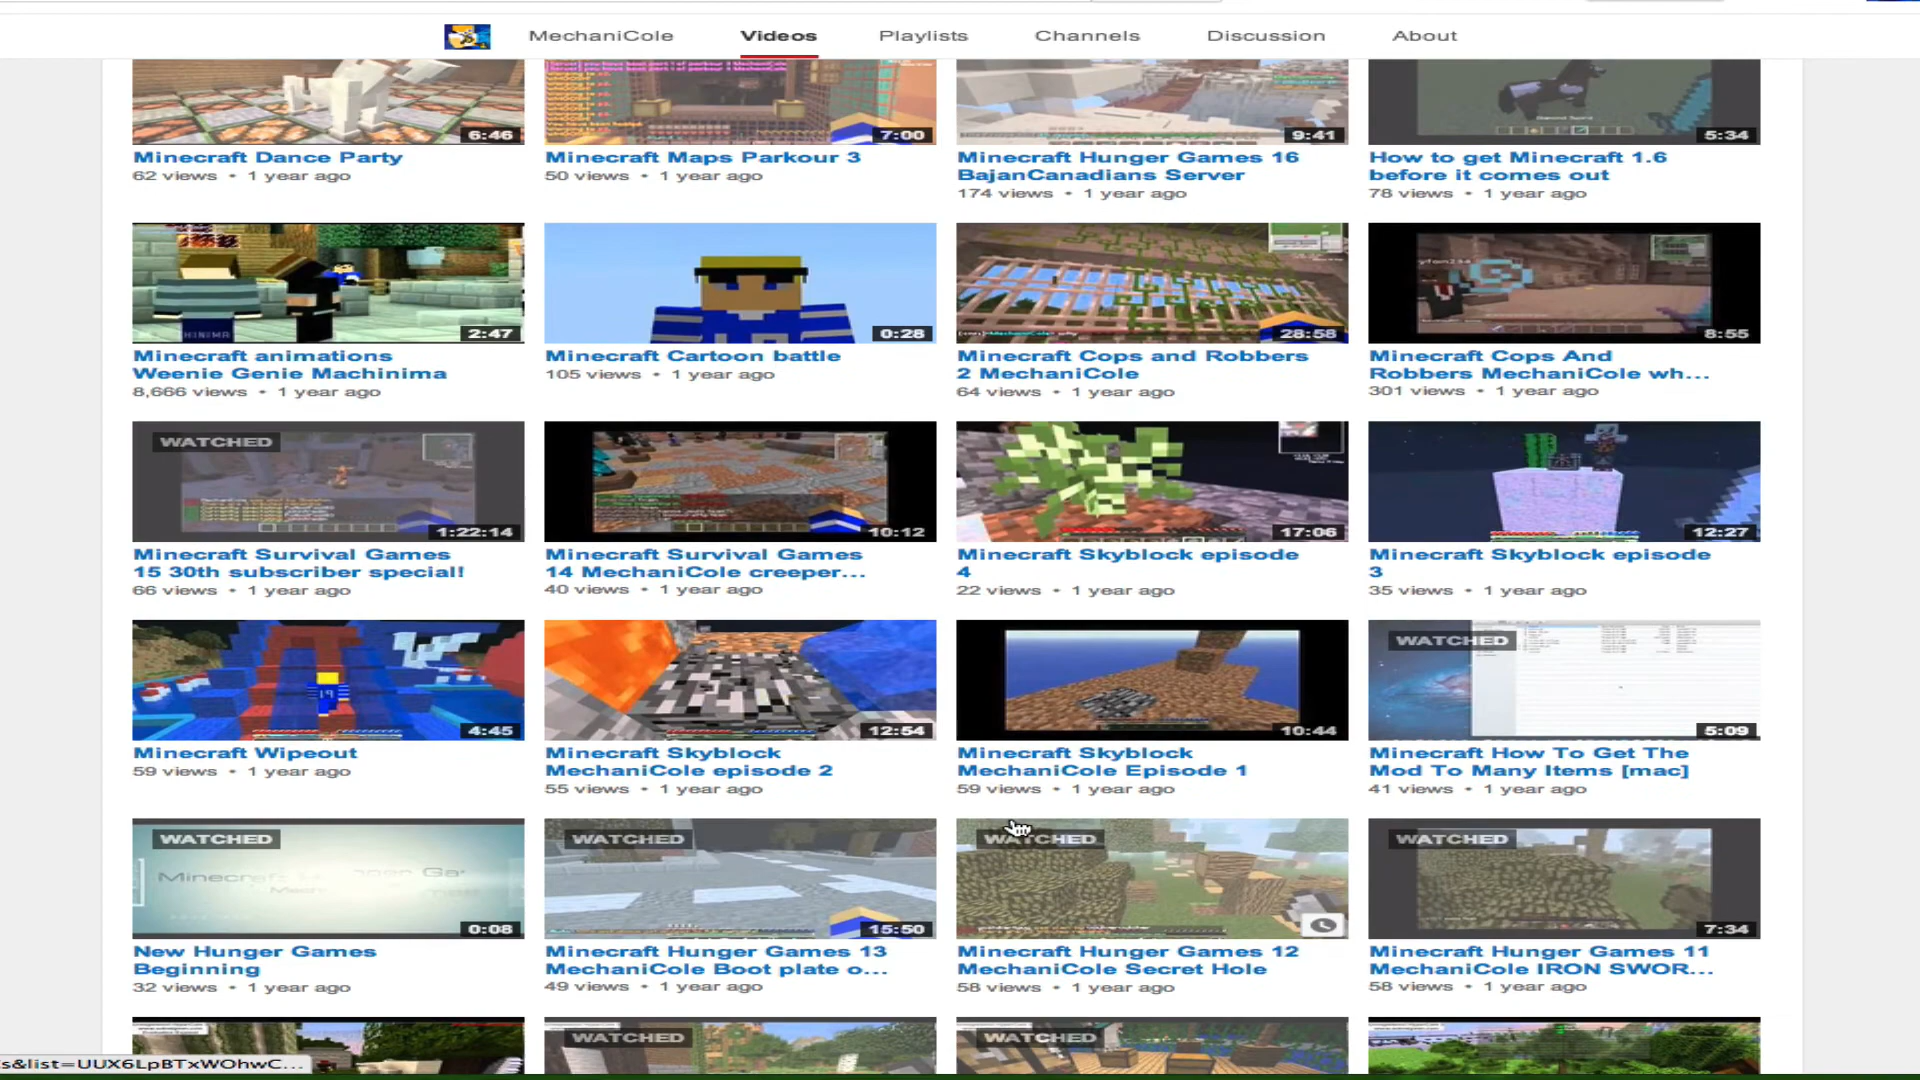 MechaniCole Videos Playlists Channels Discussion About
6:46 7:00 9:41 5:34
Minecraft Dance Party
62 views • 1 year ago
Minecraft Maps Parkour 3
50 views • 1 year ago
Minecraft Hunger Games 16
BajanCanadians Server
174 views • 1 year ago
How to get Minecraft 1.6
before it comes out
78 views • 1 year ago
2:47 0:28 28:58 8:55
Minecraft animations
Weenie Genie Machinima
8,666 views • 1 year ago
Minecraft Cartoon battle
105 views • 1 year ago
Minecraft Cops and Robbers
2 MechaniCole
64 views • 1 year ago
Minecraft Cops And
Robbers MechaniCole wh...
301 views • 1 year ago
WATCHED
1:22:14 10:12 17:06 12:27
Minecraft Survival Games
15 30th subscriber special!
66 views • 1 year ago
Minecraft Survival Games
14 MechaniCole creeper...
40 views • 1 year ago
Minecraft Skyblock episode
4
22 views • 1 year ago
Minecraft Skyblock episode
3
35 views • 1 year ago
WATCHED
19
4:45 12:54 10:44 5:09
Minecraft Wipeout
59 views • 1 year ago
Minecraft Skyblock
MechaniCole episode 2
55 views • 1 year ago
Minecraft Skyblock
MechaniCole Episode 1
59 views • 1 year ago
Minecraft How To Get The
Mod To Many Items [mac]
41 views • 1 year ago
WATCHED WATCHED WATCHED WATCHED
0:08 15:50 7:34
New Hunger Games
Beginning
32 views • 1 year ago
Minecraft Hunger Games 13
MechaniCole Boot plate o...
49 views • 1 year ago
Minecraft Hunger Games 12
MechaniCole Secret Hole
58 views • 1 year ago
Minecraft Hunger Games 11
MechaniCole IRON SWOR...
58 views • 1 year ago
WATCHED WATCHED
s&list=UUX6LpBTxWOhwC...